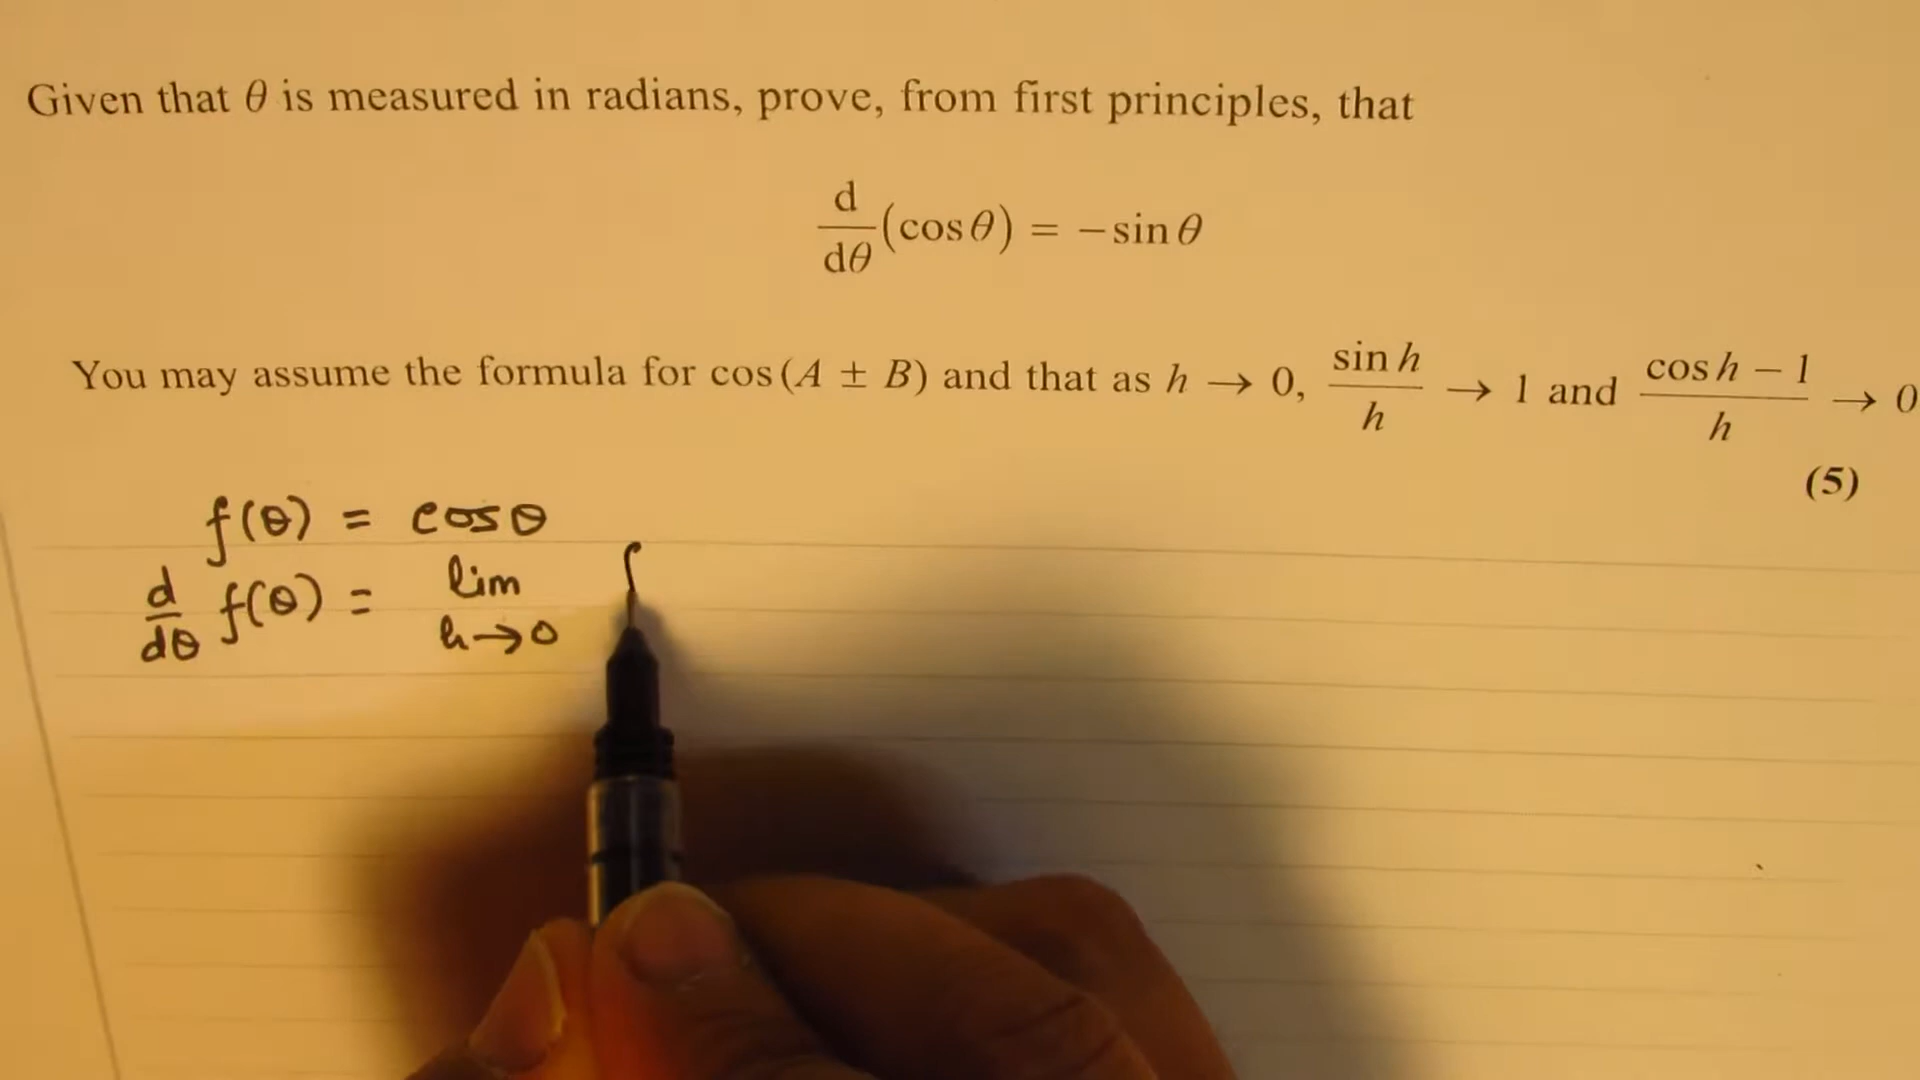 Given that θ is measured in radians, prove, from first principles, that
d/dθ (cos θ) = − sin θ
You may assume the formula for cos (A ± B) and that as h → 0, sin h / h → 1 and cos h − 1 / h → 0
(5)
f(θ) = cos θ
d/dθ f(θ) = lim h→0 f